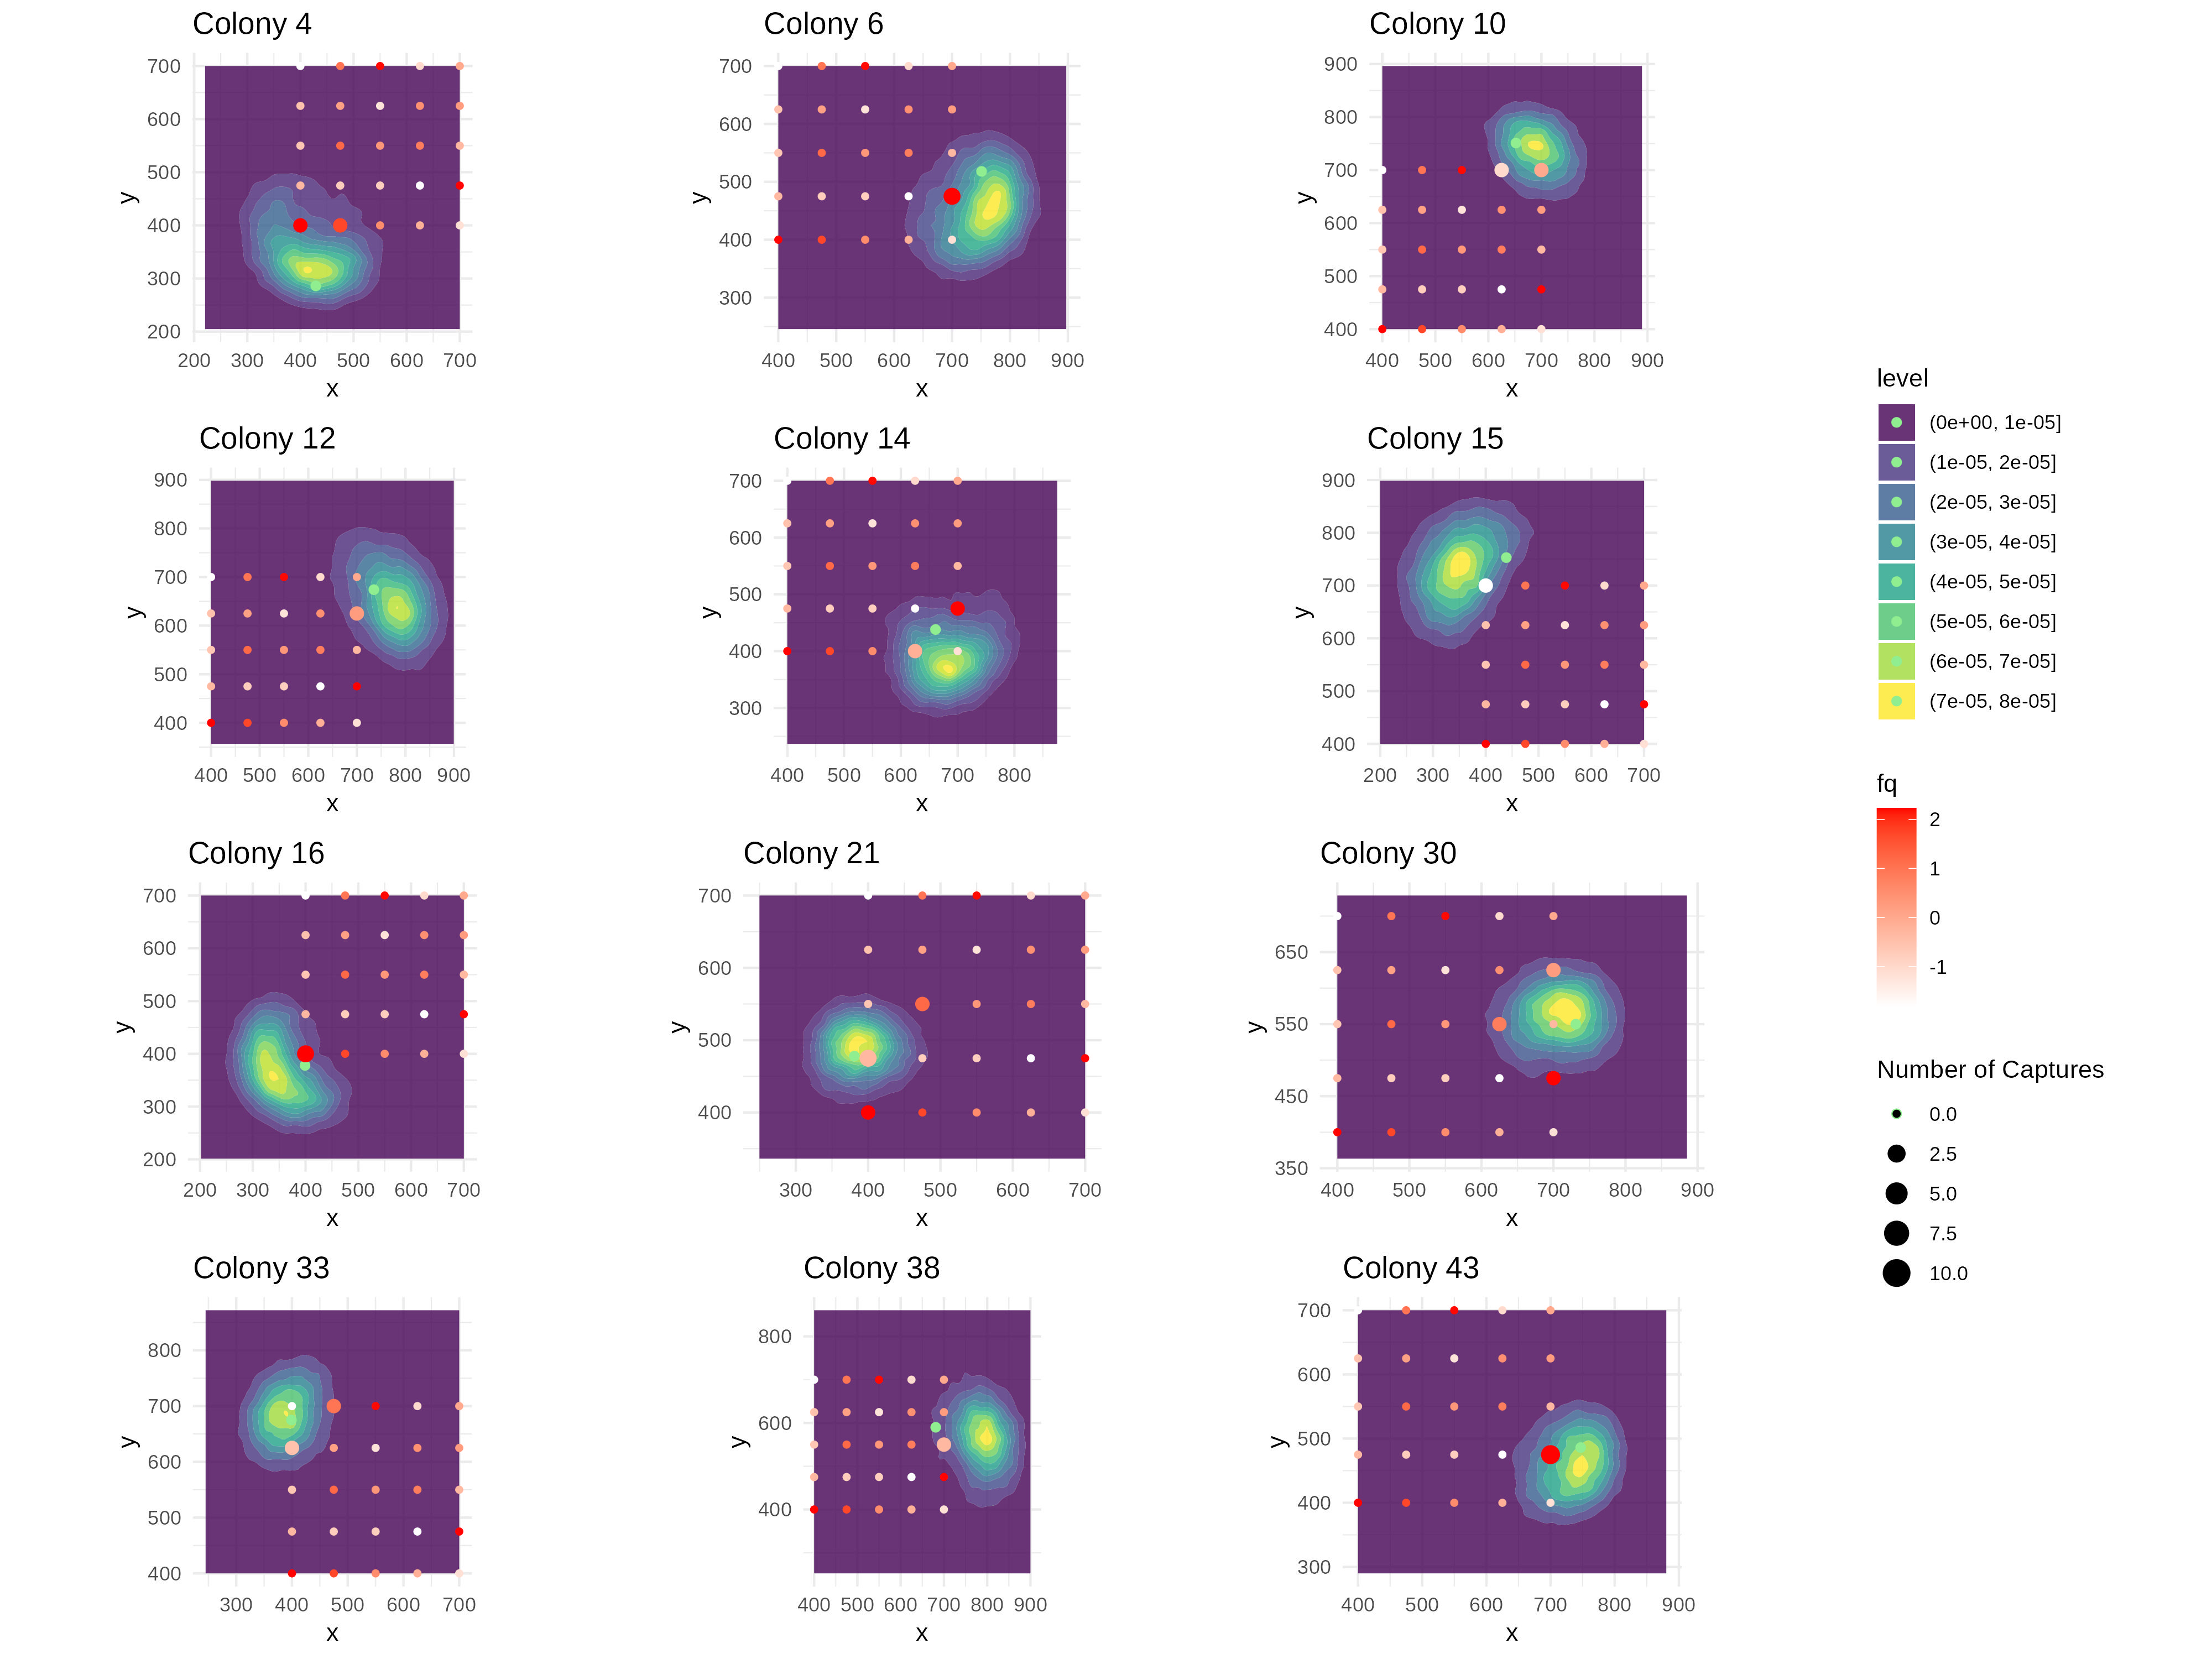 Colony 4
700
600
500
400
300
200
y
200 300 400 500 600 700
x
Colony 6
700
600
500
400
300
y
400 500 600 700 800 900
x
Colony 10
900
800
700
600
500
400
y
400 500 600 700 800 900
x
Colony 12
900
800
700
600
500
400
y
400 500 600 700 800 900
x
Colony 14
700
600
500
400
300
y
400 500 600 700 800
x
Colony 15
900
800
700
600
500
400
y
200 300 400 500 600 700
x
Colony 16
700
600
500
400
300
200
y
200 300 400 500 600 700
x
Colony 21
700
600
500
400
y
300 400 500 600 700
x
Colony 30
650
550
450
350
y
400 500 600 700 800 900
x
Colony 33
800
700
600
500
400
y
300 400 500 600 700
x
Colony 38
800
600
400
y
400 500 600 700 800 900
x
Colony 43
700
600
500
400
300
y
400 500 600 700 800 900
x
level
(0e+00, 1e-05]
(1e-05, 2e-05]
(2e-05, 3e-05]
(3e-05, 4e-05]
(4e-05, 5e-05]
(5e-05, 6e-05]
(6e-05, 7e-05]
(7e-05, 8e-05]
fq
2
1
0
-1
Number of Captures
0.0
2.5
5.0
7.5
10.0